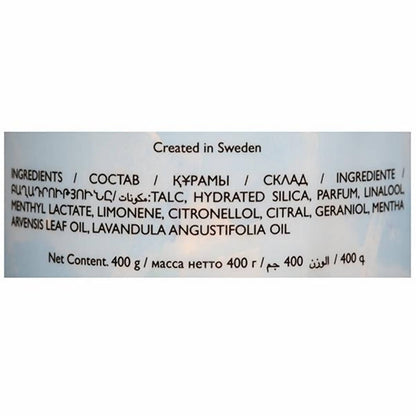 Created in Sweden
INGREDIENTS / СОСТАВ / ҚҰРАМЫ / СКЛАД / INGREDIENTE /
ԲԱՂԱԴՐՈՒԹՅՈՒՆԸ/ مكونات:TALC, HYDRATED SILICA, PARFUM, LINALOOL,
MENTHYL LACTATE, LIMONENE, CITRONELLOL, CITRAL, GERANIOL, MENTHA
ARVENSIS LEAF OIL, LAVANDULA ANGUSTIFOLIA OIL
Net Content. 400 g / масса нетто 400 г / الوزن 400 جم / 400 գ